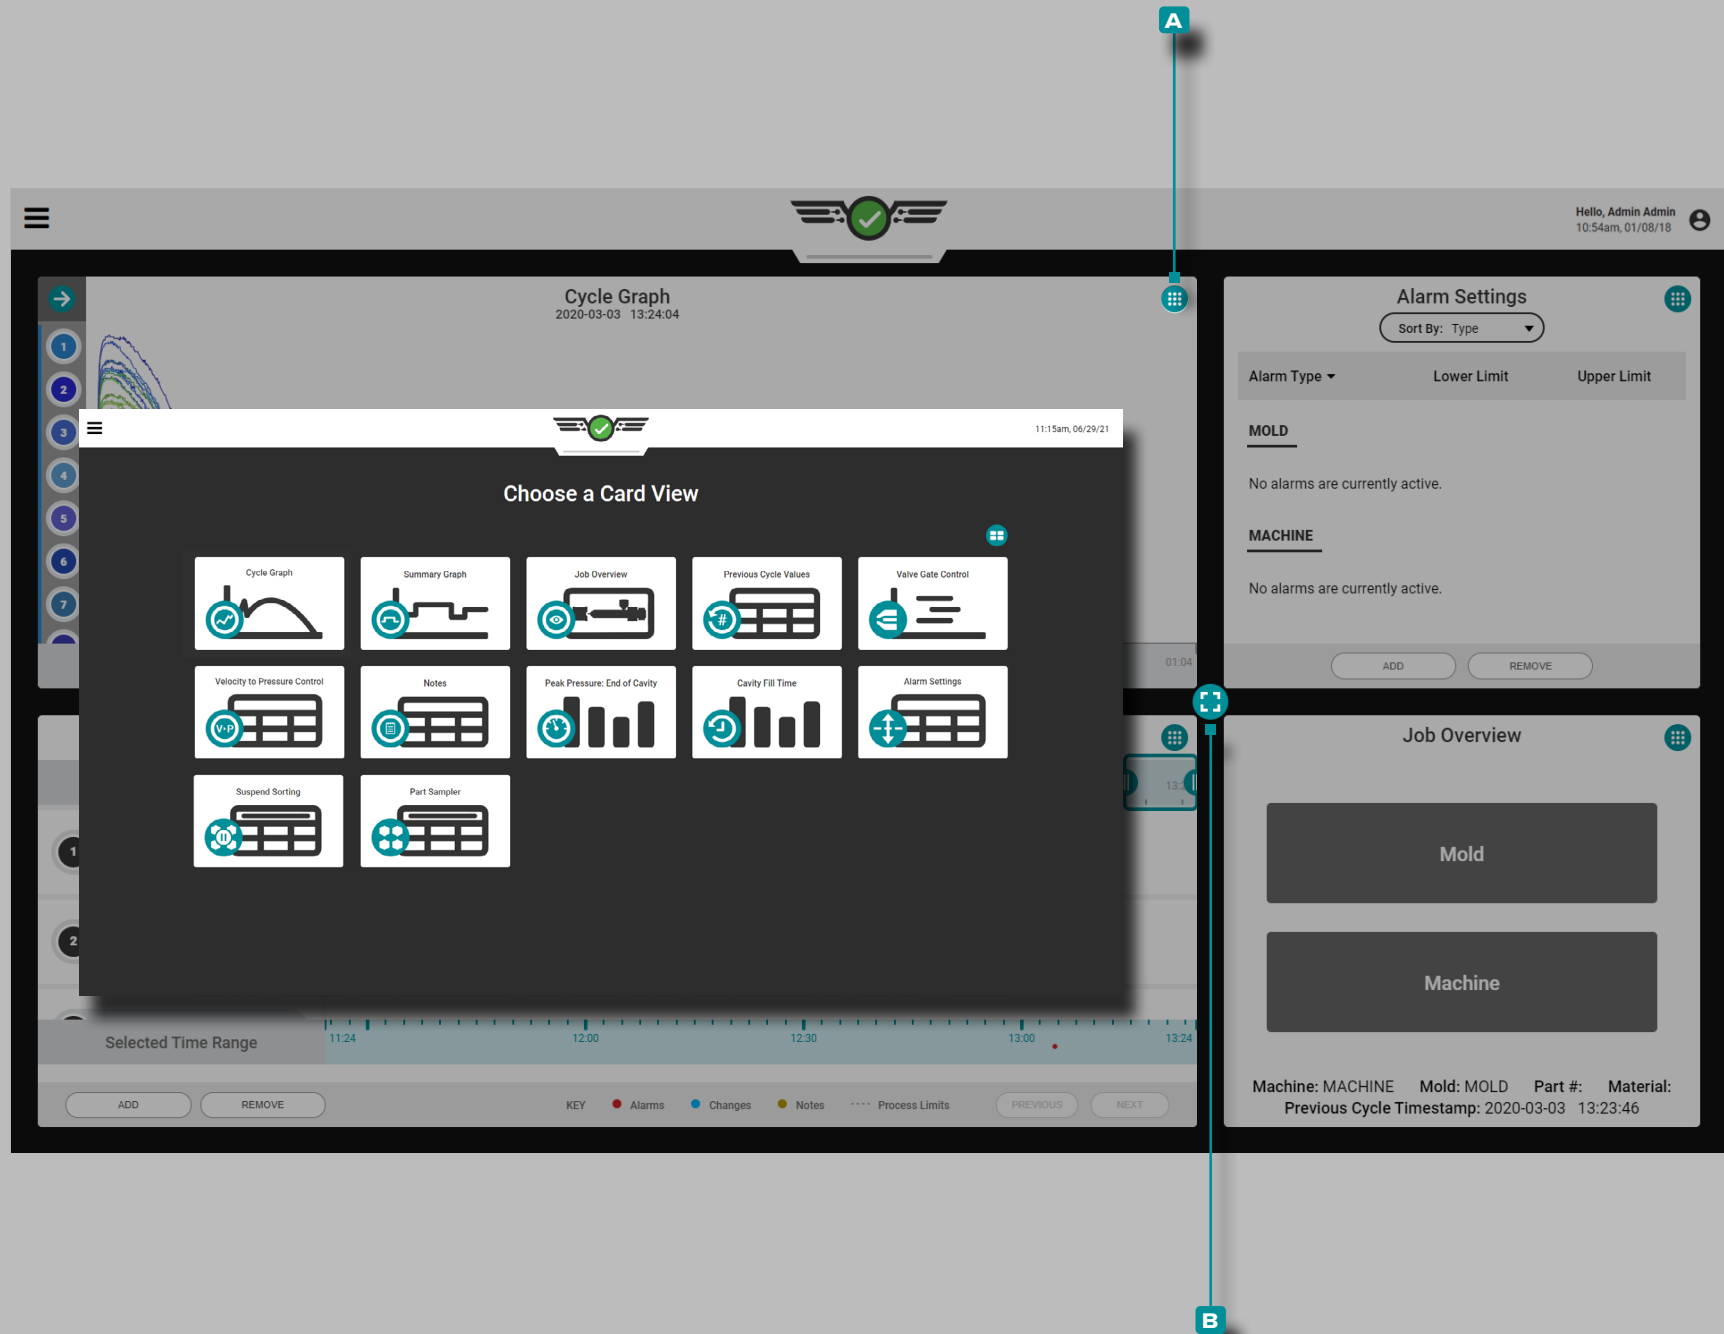 A
Hello, Admin Admin
10:54am, 01/08/18
Cycle Graph
2020-03-03 13:24:04
1
2
3
4
5
6
7
01:04
Alarm Settings
Sort By: Type
Alarm Type Lower Limit Upper Limit
MOLD
No alarms are currently active.
MACHINE
No alarms are currently active.
ADD REMOVE
11:15am, 06/29/21
Choose a Card View
Cycle Graph Summary Graph Job Overview Previous Cycle Values Valve Gate Control
#
Velocity to Pressure Control Notes Peak Pressure: End of Cavity Cavity Fill Time Alarm Settings
V›P
Suspend Sorting Part Sampler
1
2
Selected Time Range
11:24 12:00 12:30 13:00 13:24
ADD REMOVE KEY Alarms Changes Notes Process Limits PREVIOUS NEXT
Job Overview
Mold
Machine
Machine: MACHINE Mold: MOLD Part #: Material:
Previous Cycle Timestamp: 2020-03-03 13:23:46
B